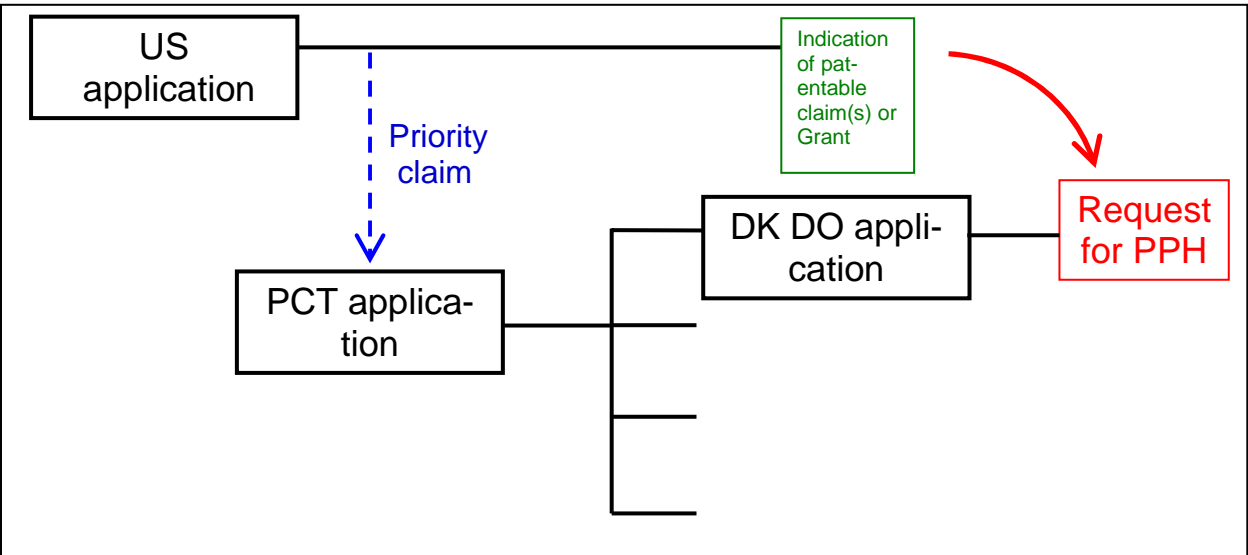 US
application
Indication
of pat-
entable
claim(s) or
Grant
Priority
claim
Request
for PPH
DK DO appli-
cation
PCT applica-
tion